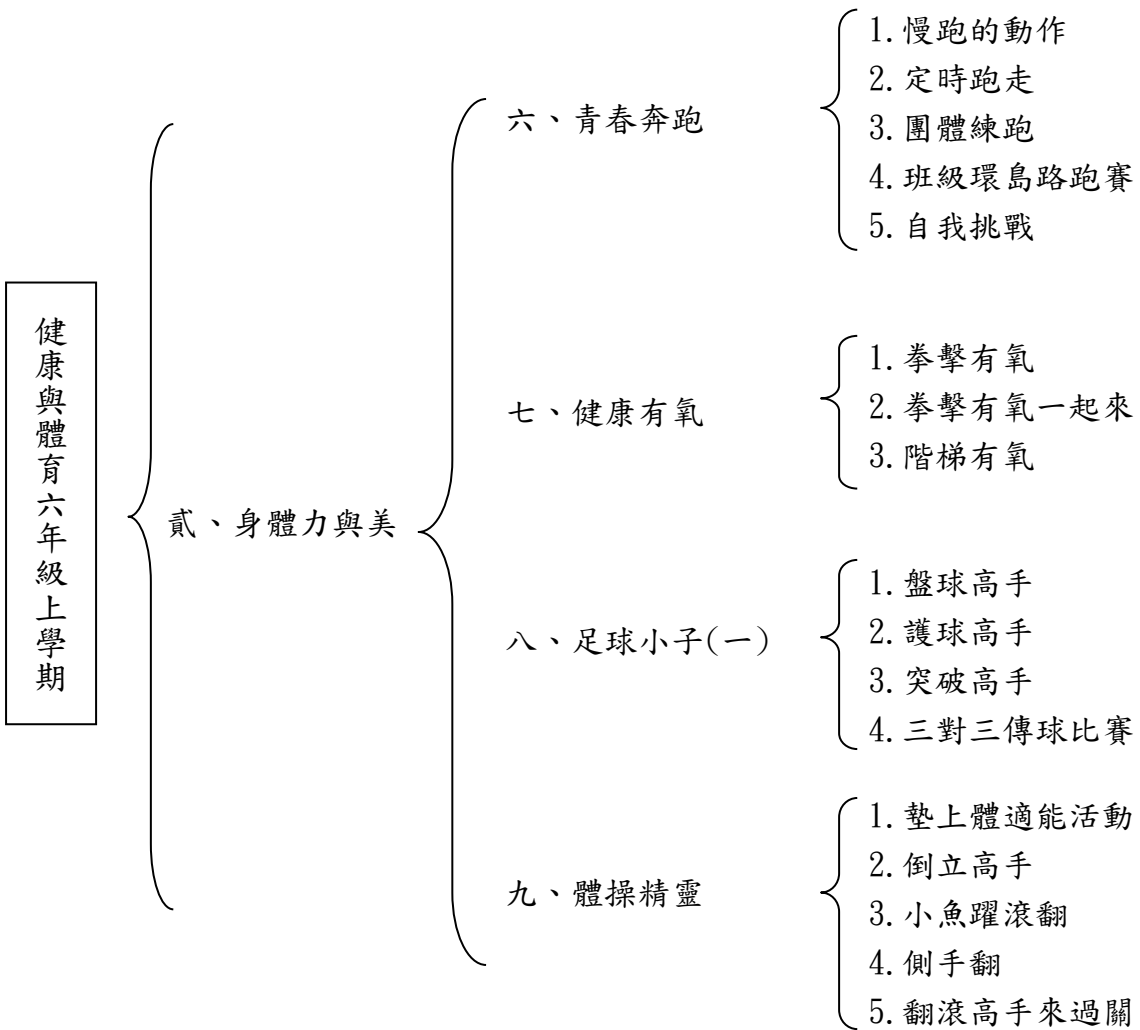 健康與體育六年級上學期
貳、身體力與美
六、青春奔跑
1.慢跑的動作
2.定時跑走
3.團體練跑
4.班級環島路跑賽
5.自我挑戰
七、健康有氧
1.拳擊有氧
2.拳擊有氧一起來
3.階梯有氧
八、足球小子(一)
1.盤球高手
2.護球高手
3.突破高手
4.三對三傳球比賽
九、體操精靈
1.墊上體適能活動
2.倒立高手
3.小魚躍滾翻
4.側手翻
5.翻滾高手來過關